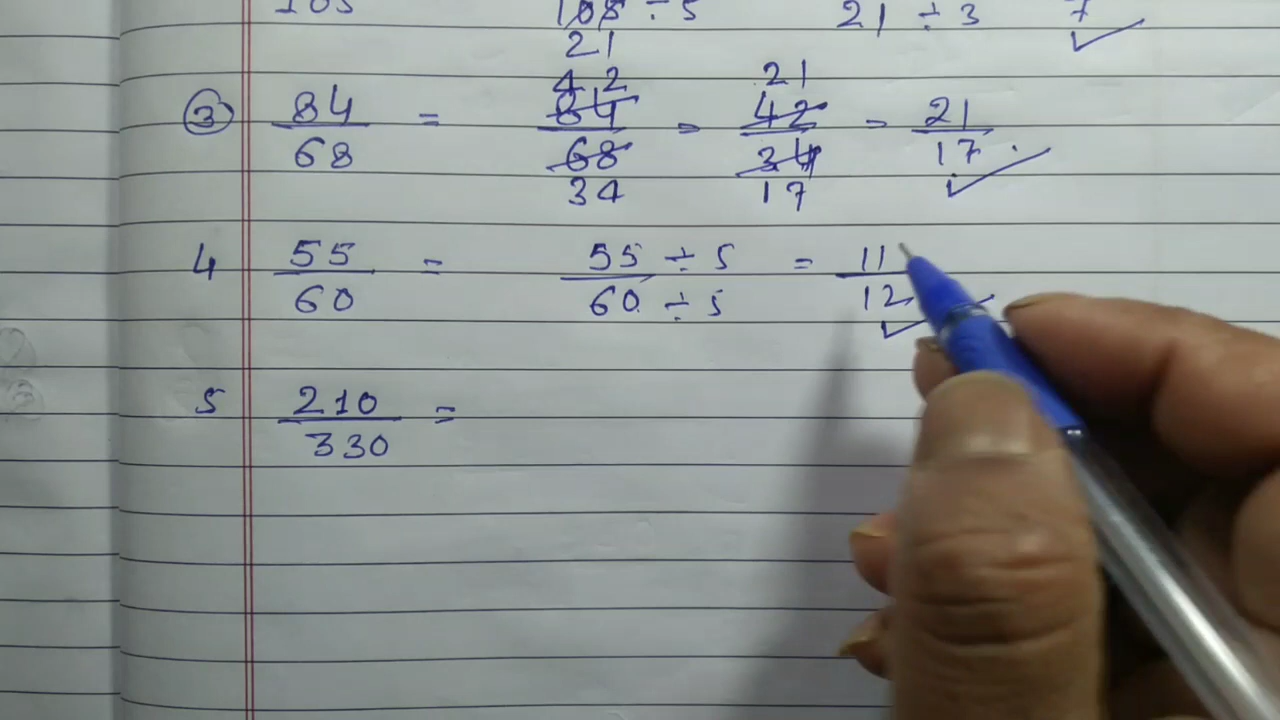 105 105 ÷ 5 21 ÷ 3 7
21
42 21
③ 84/68 = 84/68 = 42/34 = 21/17
34 17
4 55/60 = 55 ÷ 5/60 ÷ 5 = 11/12
5 210/330 =